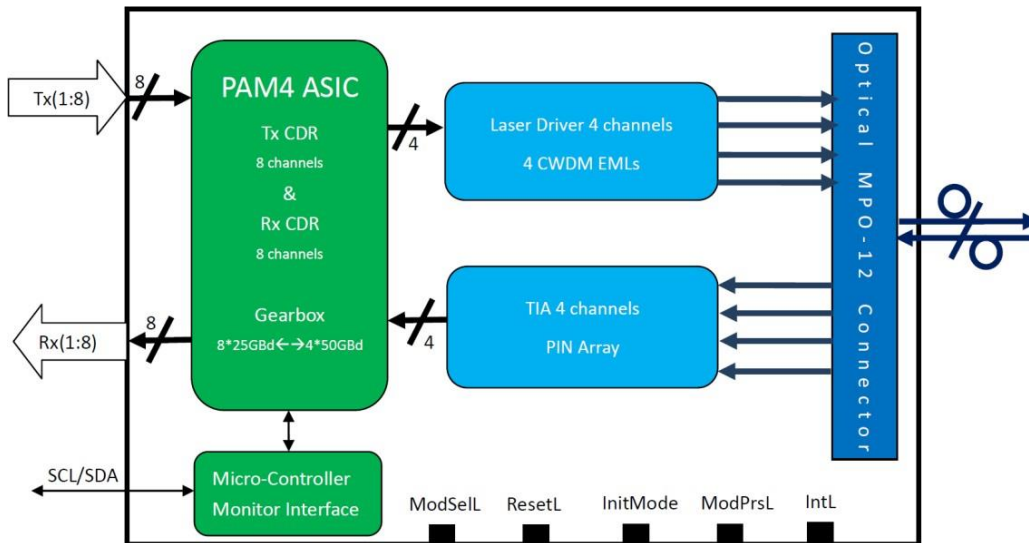 Tx(1:8)
8
PAM4 ASIC
Tx CDR
8 channels
&
Rx CDR
8 channels
Gearbox
8*25GBd←→4*50GBd
4
Laser Driver 4 channels
4 CWDM EMLs
Optical MPO-12 Connector
Rx(1:8)
8
4
TIA 4 channels
PIN Array
SCL/SDA
Micro-Controller
Monitor Interface
ModSelL
ResetL
InitMode
ModPrsL
IntL